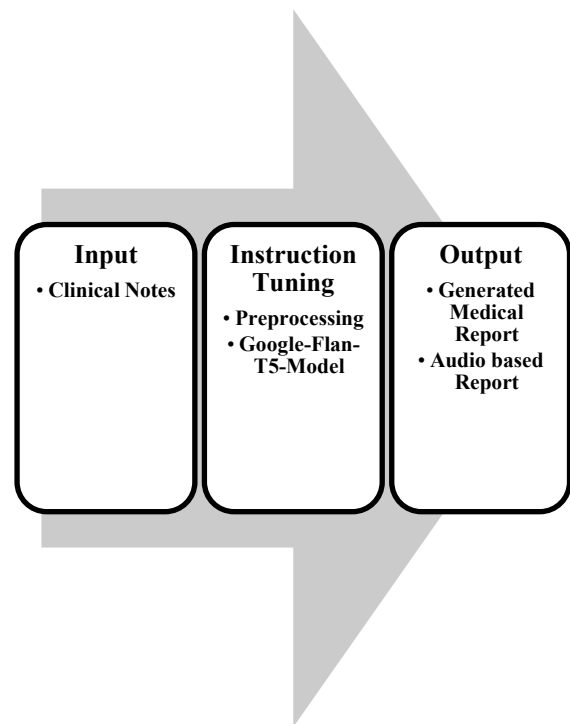 Input
• Clinical Notes
Instruction
Tuning
• Preprocessing
• Google-Flan-
T5-Model
Output
• Generated
Medical
Report
• Audio based
Report